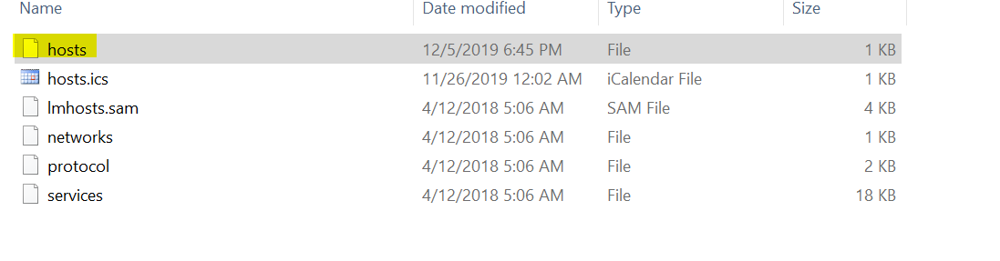 Name Date modified Type Size
hosts 12/5/2019 6:45 PM File 1 KB
hosts.ics 11/26/2019 12:02 AM iCalendar File 1 KB
lmhosts.sam 4/12/2018 5:06 AM SAM File 4 KB
networks 4/12/2018 5:06 AM File 1 KB
protocol 4/12/2018 5:06 AM File 2 KB
services 4/12/2018 5:06 AM File 18 KB